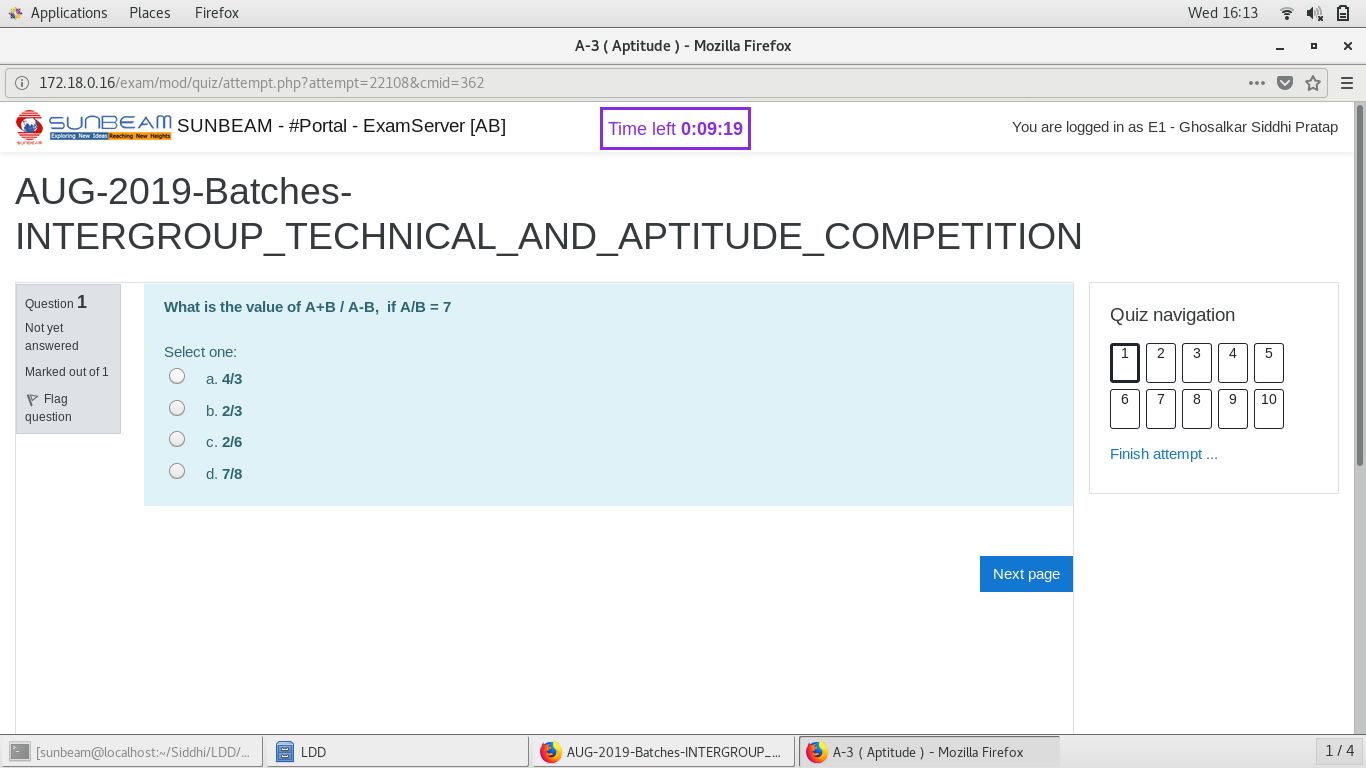 Applications Places Firefox Wed 16:13
A-3 ( Aptitude ) - Mozilla Firefox
172.18.0.16/exam/mod/quiz/attempt.php?attempt=22108&cmid=362
SUNBEAM
SUNBEAM
Exploring New Ideas Reaching New Heights
SUNBEAM - #Portal - ExamServer [AB]
Time left 0:09:19
You are logged in as E1 - Ghosalkar Siddhi Pratap
AUG-2019-Batches-
INTERGROUP_TECHNICAL_AND_APTITUDE_COMPETITION
Question 1
Not yet
answered
Marked out of 1
Flag
question
What is the value of A+B / A-B, if A/B = 7
Select one:
a. 4/3
b. 2/3
c. 2/6
d. 7/8
Next page
Quiz navigation
1 2 3 4 5
6 7 8 9 10
Finish attempt ...
[sunbeam@localhost:~/Siddhi/LDD/... LDD AUG-2019-Batches-INTERGROUP_... A-3 ( Aptitude ) - Mozilla Firefox 1 / 4